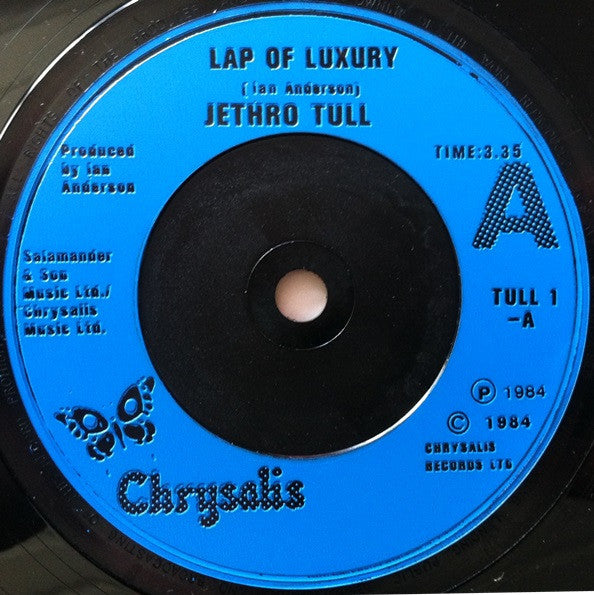 LAP OF LUXURY
(Ian Anderson)
JETHRO TULL
Produced
by Ian
Anderson
TIME:3.35
A
Salamander
& Son
Music Ltd./
Chrysalis
Music Ltd.
TULL 1
-A
Ⓟ 1984
© 1984
CHRYSALIS
RECORDS LTD
Chrysalis